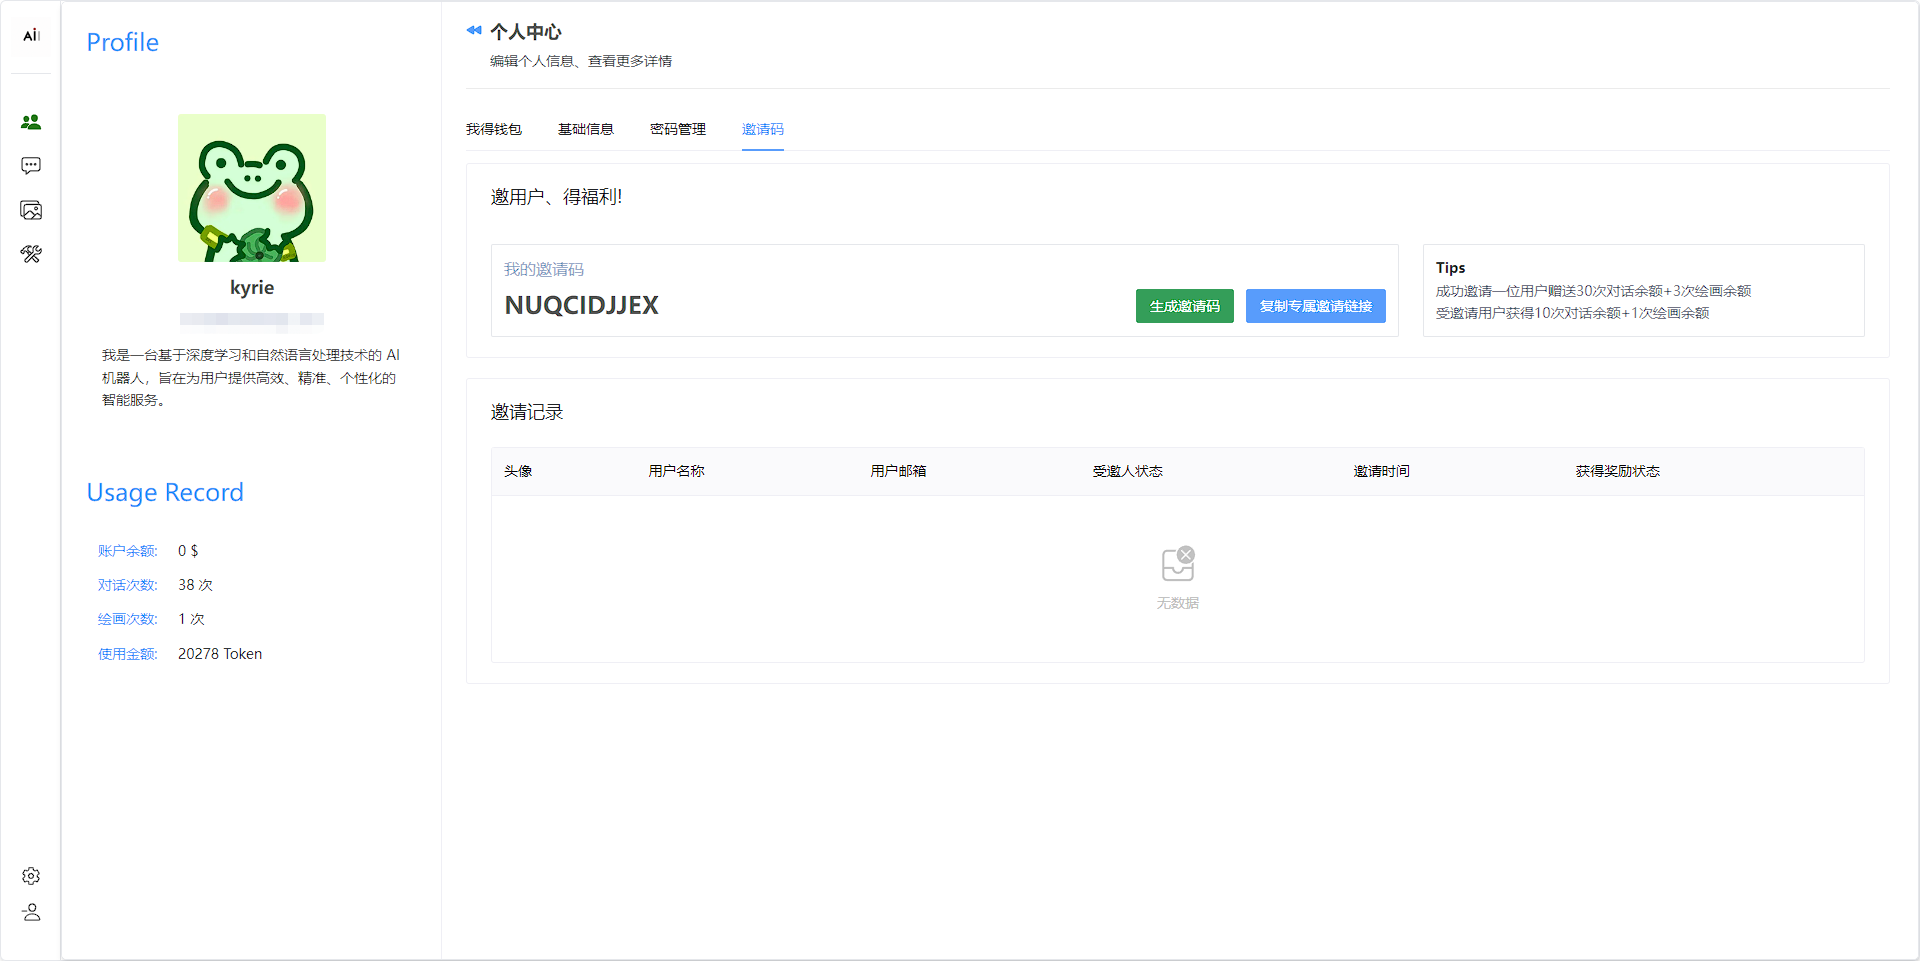 AI
Profile
kyrie
我是一台基于深度学习和自然语言处理技术的 AI
机器人，旨在为用户提供高效、精准、个性化的
智能服务。
Usage Record
账户余额: 0 $
对话次数: 38 次
绘画次数: 1 次
使用金额: 20278 Token
个人中心
编辑个人信息、查看更多详情
我得钱包 基础信息 密码管理 邀请码
邀用户、得福利!
我的邀请码
NUQCIDJJEX
生成邀请码 复制专属邀请链接
Tips
成功邀请一位用户赠送30次对话余额+3次绘画余额
受邀请用户获得10次对话余额+1次绘画余额
邀请记录
头像 用户名称 用户邮箱 受邀人状态 邀请时间 获得奖励状态
无数据